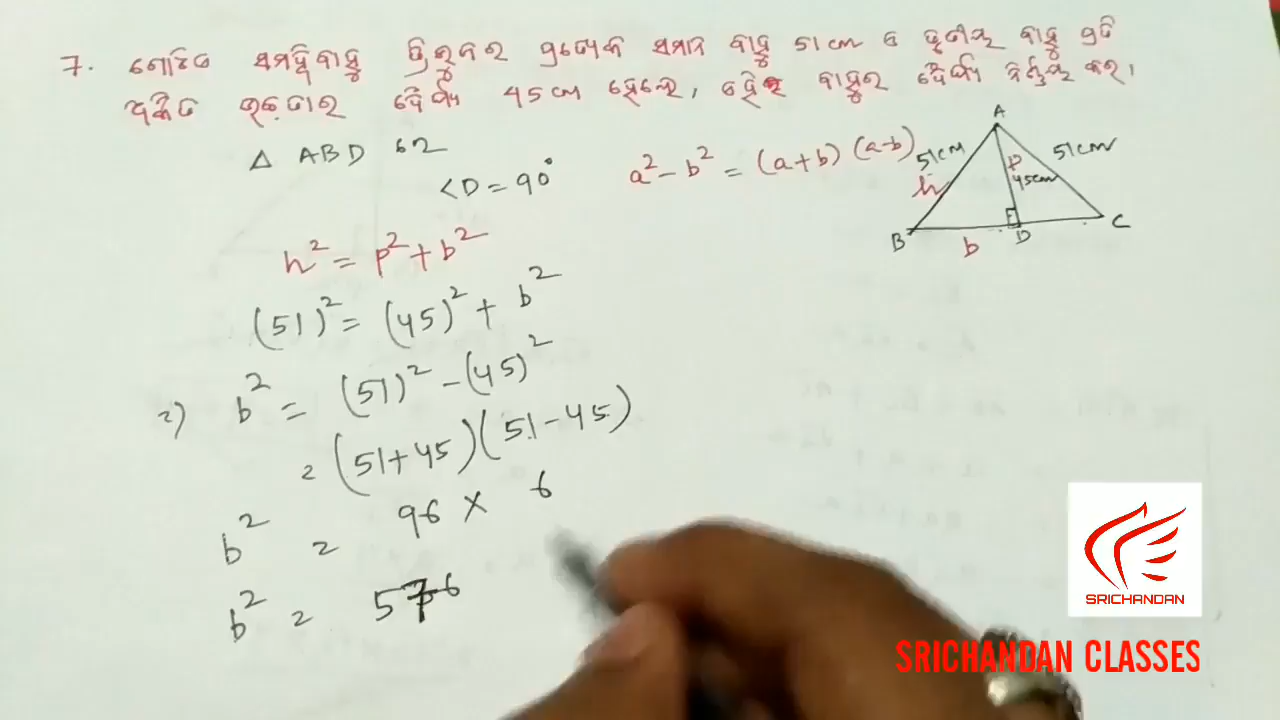 7. ଗୋଟିଏ ସମଦ୍ବିବାହୁ ତ୍ରିଭୁଜର ପ୍ରତ୍ୟେକ ସମାନ ବାହୁ 51 cm ଓ ତୃତୀୟ ବାହୁ ପ୍ରତି
ଅଙ୍କିତ ଉଚ୍ଚତାର ଦୈର୍ଘ୍ୟ 45 cm ହେଲେ, ବାହୁର ଦୈର୍ଘ୍ୟ ନିର୍ଣ୍ଣୟ କର।
△ ABD ରେ
<D = 90°
a² - b² = (a+b) (a-b)
A
51cm
51cm
h
p
45cm
B
b
D
C
h² = p² + b²
(51)² = (45)² + b²
⇒ b² = (51)² - (45)²
= (51+45)(51-45)
b² = 96 × 6
b² = 576
SRICHANDAN
SRICHANDAN CLASSES